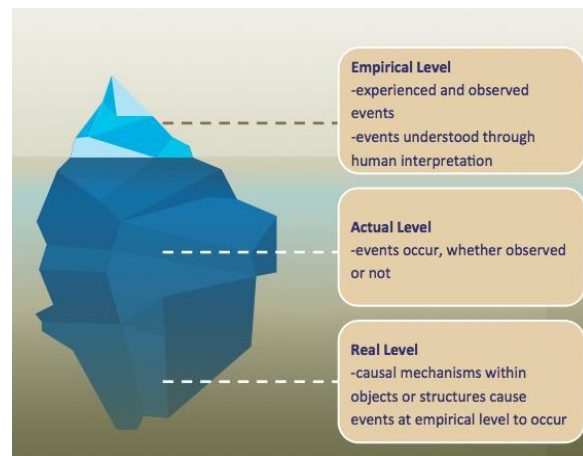 Empirical Level
-experienced and observed
events
-events understood through
human interpretation
Actual Level
-events occur, whether observed
or not
Real Level
-causal mechanisms within
objects or structures cause
events at empirical level to occur